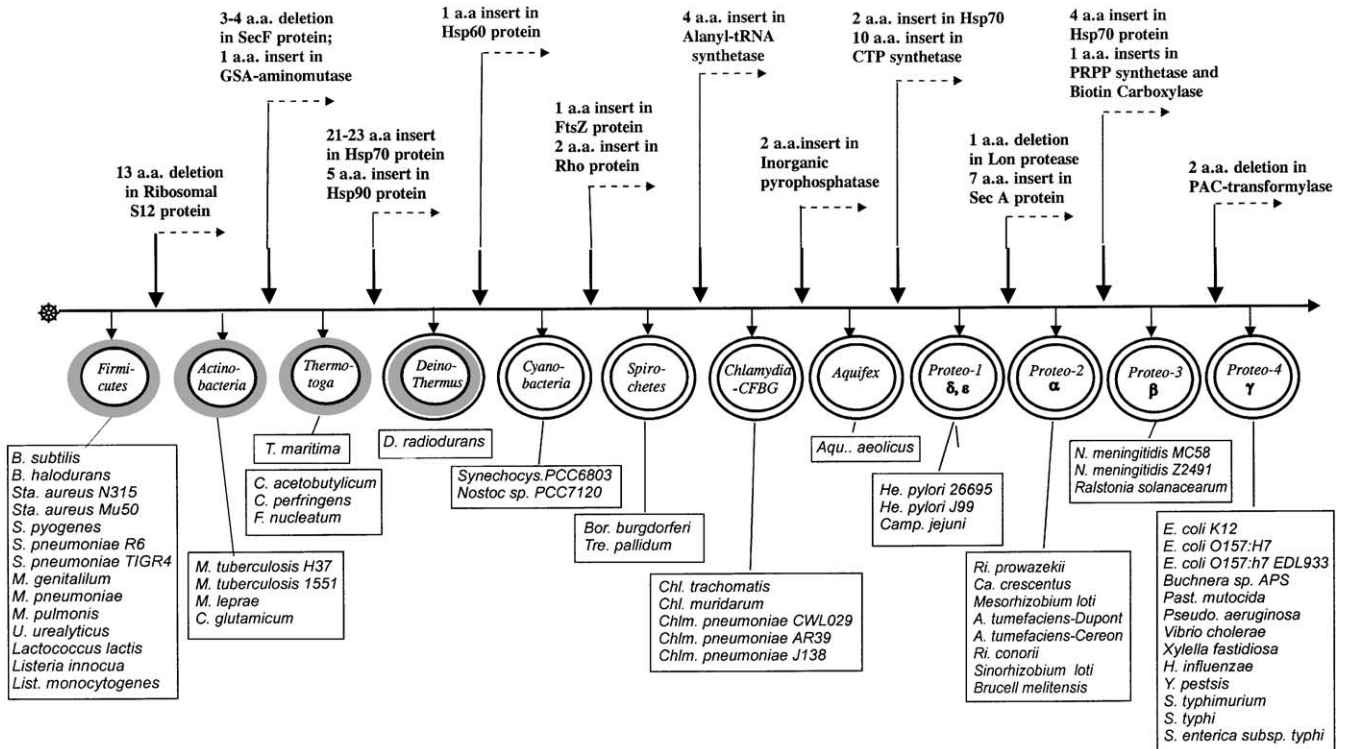 3-4 a.a. deletion
in SecF protein;
1 a.a. insert in
GSA-aminomutase
1 a.a insert in
Hsp60 protein
4 a.a. insert in
Alanyl-tRNA
synthetase
2 a.a. insert in Hsp70
10 a.a. insert in
CTP synthetase
4 a.a. insert in
Hsp70 protein
1 a.a. inserts in
PRPP synthetase and
Biotin Carboxylase
13 a.a. deletion
in Ribosomal
S12 protein
21-23 a.a insert
in Hsp70 protein
5 a.a. insert in
Hsp90 protein
1 a.a insert in
FtsZ protein
2 a.a. insert in
Rho protein
2 a.a.insert in
Inorganic
pyrophosphatase
1 a.a. deletion
in Lon protease
7 a.a. insert in
Sec A protein
2 a.a. deletion in
PAC-transformylase
Firmi-
cutes
Actino-
bacteria
Thermo-
toga
Deino-
Thermus
Cyano-
bacteria
Spiro-
chetes
Chlamydia
-CFBG
Aquifex
Proteo-1
δ, ε
Proteo-2
α
Proteo-3
β
Proteo-4
γ
B. subtilis
B. halodurans
Sta. aureus N315
Sta. aureus Mu50
S. pyogenes
S. pneumoniae R6
S. pneumoniae TIGR4
M. genitalilum
M. pneumoniae
M. pulmonis
U. urealyticus
Lactococcus lactis
Listeria innocua
List. monocytogenes
M. tuberculosis H37
M. tuberculosis 1551
M. leprae
C. glutamicum
T. maritima
C. acetobutylicum
C. perfringens
F. nucleatum
D. radiodurans
Synechocys.PCC6803
Nostoc sp. PCC7120
Bor. burgdorferi
Tre. pallidum
Chl. trachomatis
Chl. muridarum
Chlm. pneumoniae CWL029
Chlm. pneumoniae AR39
Chlm. pneumoniae J138
Aqu.. aeolicus
He. pylori 26695
He. pylori J99
Camp. jejuni
Ri. prowazekii
Ca. crescentus
Mesorhizobium loti
A. tumefaciens-Dupont
A. tumefaciens-Cereon
Ri. conorii
Sinorhizobium loti
Brucell melitensis
N. meningitidis MC58
N. meningitidis Z2491
Ralstonia solanacearum
E. coli K12
E. coli O157:H7
E. coli O157:h7 EDL933
Buchnera sp. APS
Past. mutocida
Pseudo. aeruginosa
Vibrio cholerae
Xylella fastidiosa
H. influenzae
Y. pestsis
S. typhimurium
S. typhi
S. enterica subsp. typhi